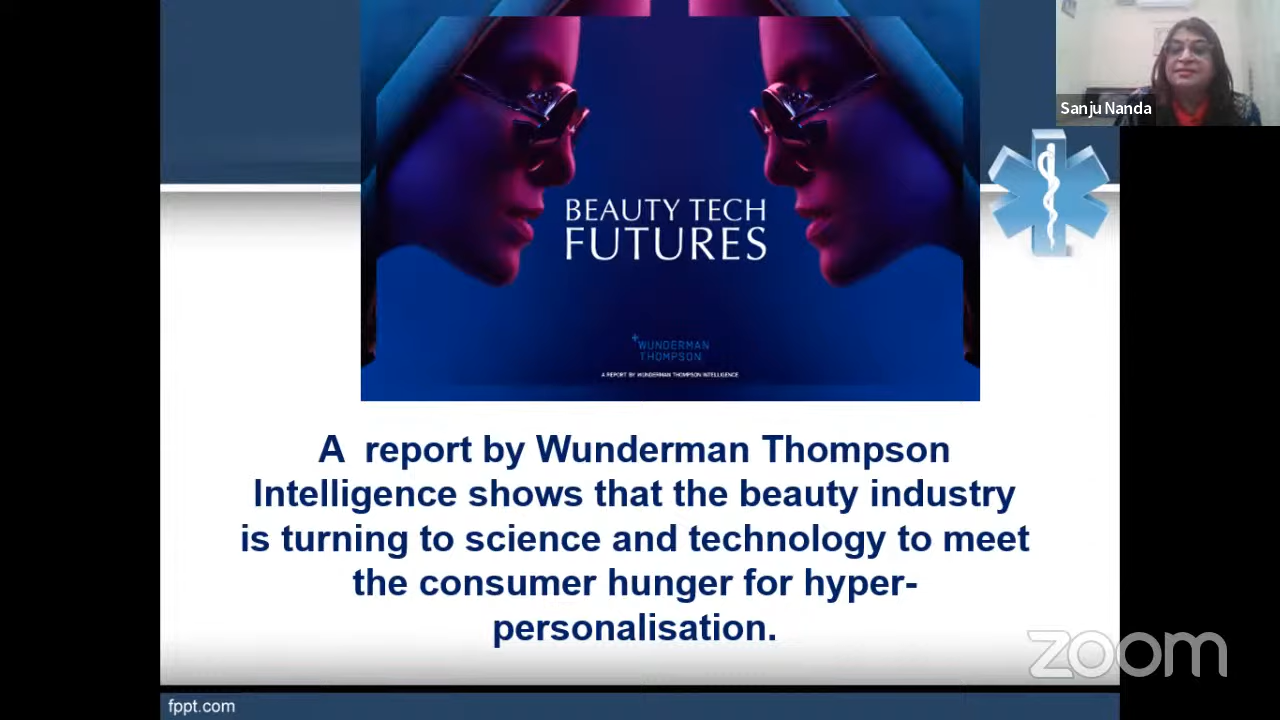 Sanju Nanda
BEAUTY TECH
FUTURES
WUNDERMAN
THOMPSON
A REPORT BY WUNDERMAN THOMPSON INTELLIGENCE
A report by Wunderman Thompson
Intelligence shows that the beauty industry
is turning to science and technology to meet
the consumer hunger for hyper-
personalisation.
zoom
fppt.com